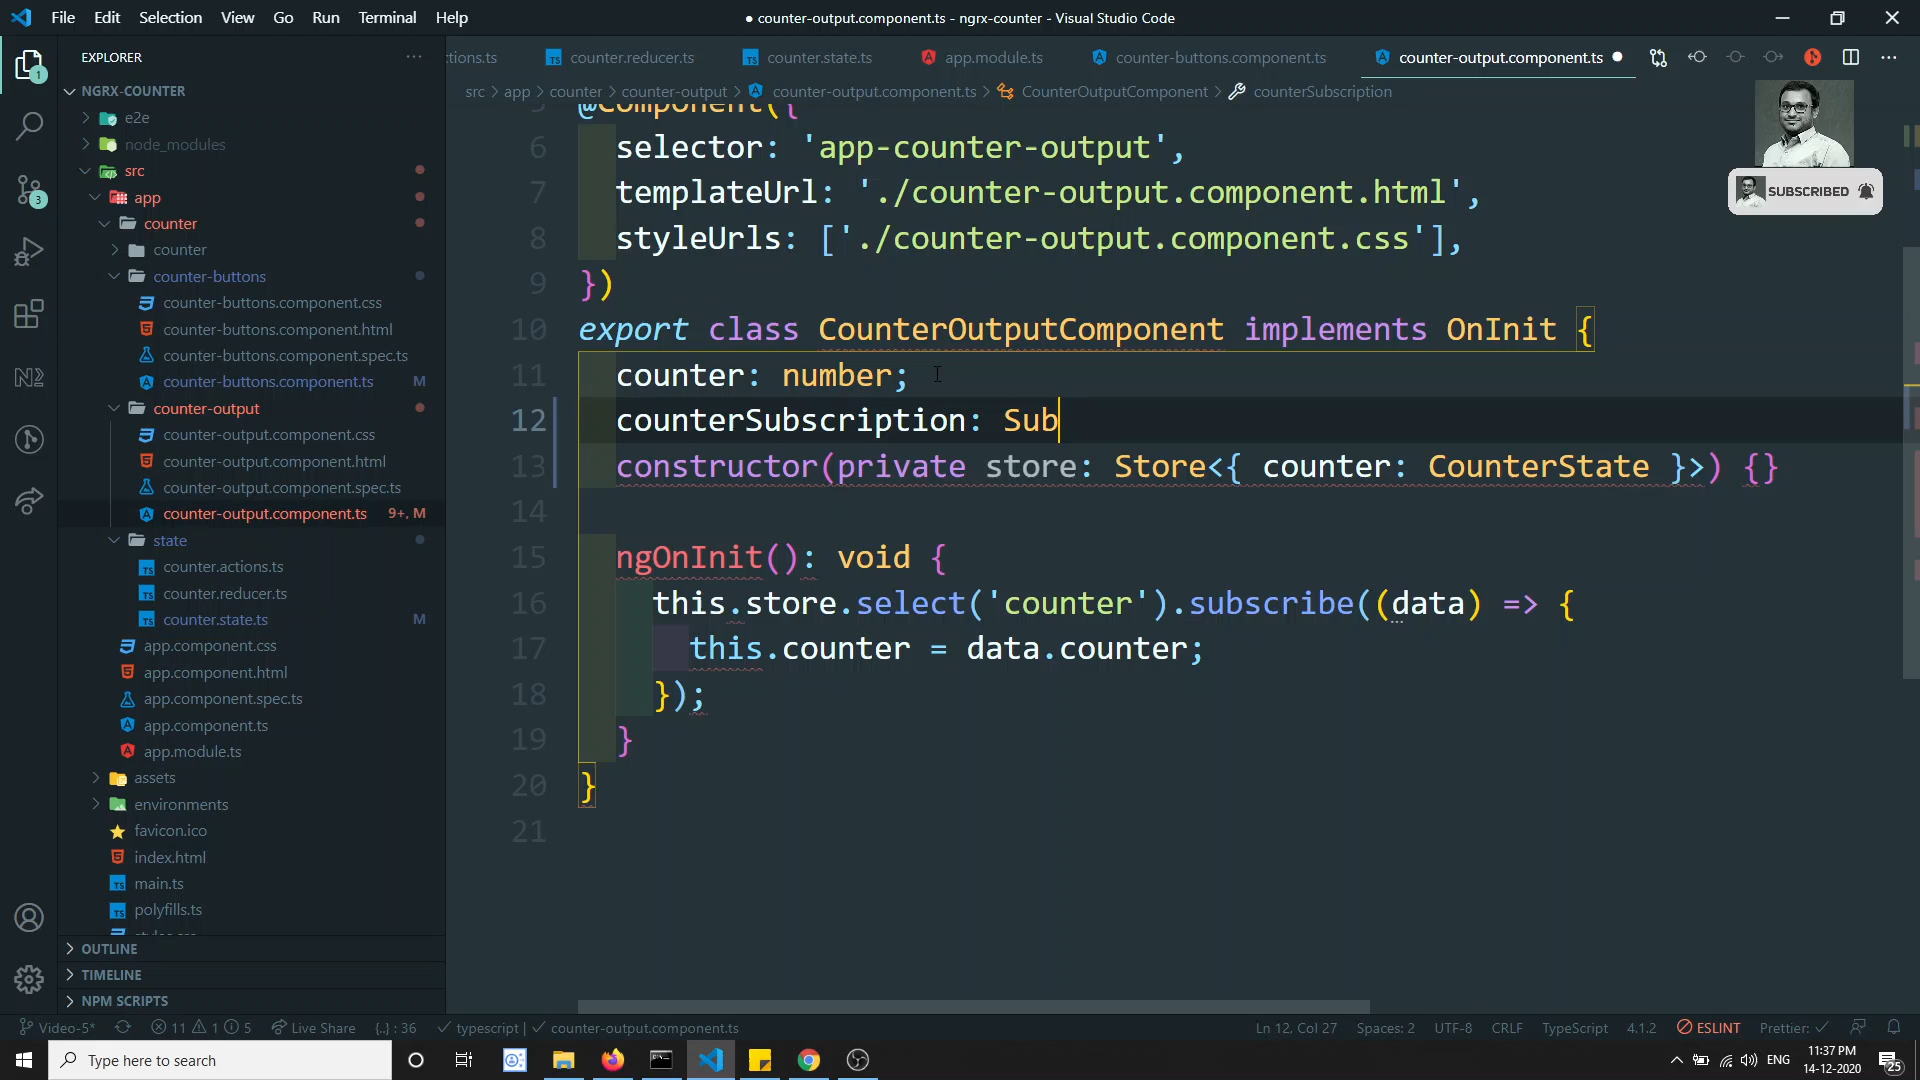 File Edit Selection View Go Run Terminal Help
● counter-output.component.ts - ngrx-counter - Visual Studio Code
EXPLORER
NGRX-COUNTER
e2e
node_modules
src
app
counter
counter
counter-buttons
counter-buttons.component.css
counter-buttons.component.html
counter-buttons.component.spec.ts
counter-buttons.component.ts M
counter-output
counter-output.component.css
counter-output.component.html
counter-output.component.spec.ts
counter-output.component.ts 9+, M
state
counter.actions.ts
counter.reducer.ts
counter.state.ts M
app.component.css
app.component.html
app.component.spec.ts
app.component.ts
app.module.ts
assets
environments
favicon.ico
index.html
main.ts
polyfills.ts
OUTLINE
TIMELINE
NPM SCRIPTS
1
3
ctions.ts counter.reducer.ts counter.state.ts app.module.ts counter-buttons.component.ts counter-output.component.ts
src > app > counter > counter-output > counter-output.component.ts > CounterOutputComponent > counterSubscription
@Component({
6 selector: 'app-counter-output',
7 templateUrl: './counter-output.component.html',
8 styleUrls: ['./counter-output.component.css'],
9 })
10 export class CounterOutputComponent implements OnInit {
11 counter: number;
12 counterSubscription: Sub
13 constructor(private store: Store<{ counter: CounterState }>) {}
14
15 ngOnInit(): void {
16 this.store.select('counter').subscribe((data) => {
17 this.counter = data.counter;
18 });
19 }
20 }
21
SUBSCRIBED
Video-5* 11 1 5 Live Share {..} : 36 typescript | counter-output.component.ts
Ln 12, Col 27 Spaces: 2 UTF-8 CRLF TypeScript 4.1.2 ESLINT Prettier:
Type here to search
ENG
11:37 PM
14-12-2020
25